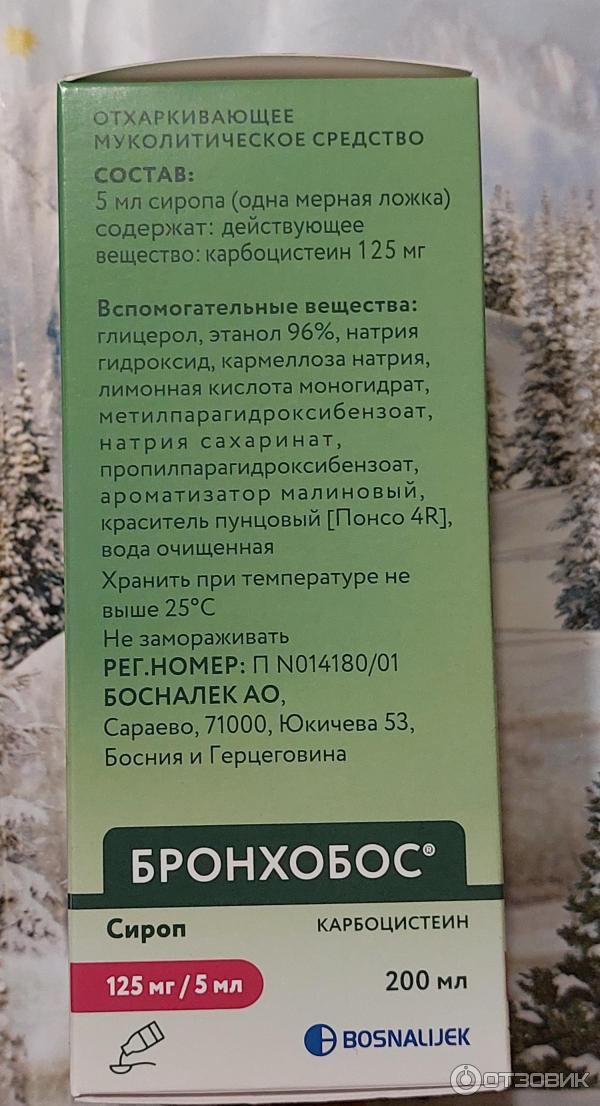 ОТХАРКИВАЮЩЕЕ
МУКОЛИТИЧЕСКОЕ СРЕДСТВО
СОСТАВ:
5 мл сиропа (одна мерная ложка)
содержат: действующее
вещество: карбоцистеин 125 мг
Вспомогательные вещества:
глицерол, этанол 96%, натрия
гидроксид, кармеллоза натрия,
лимонная кислота моногидрат,
метилпарагидроксибензоат,
натрия сахаринат,
пропилпарагидроксибензоат,
ароматизатор малиновый,
краситель пунцовый [Понсо 4R],
вода очищенная
Хранить при температуре не
выше 25°С
Не замораживать
РЕГ.НОМЕР: П N014180/01
БОСНАЛЕК АО,
Сараево, 71000, Юкичева 53,
Босния и Герцеговина
БРОНХОБОС®
Сироп КАРБОЦИСТЕИН
125 мг / 5 мл 200 мл
BOSNALIJEK
ОТЗОВИК